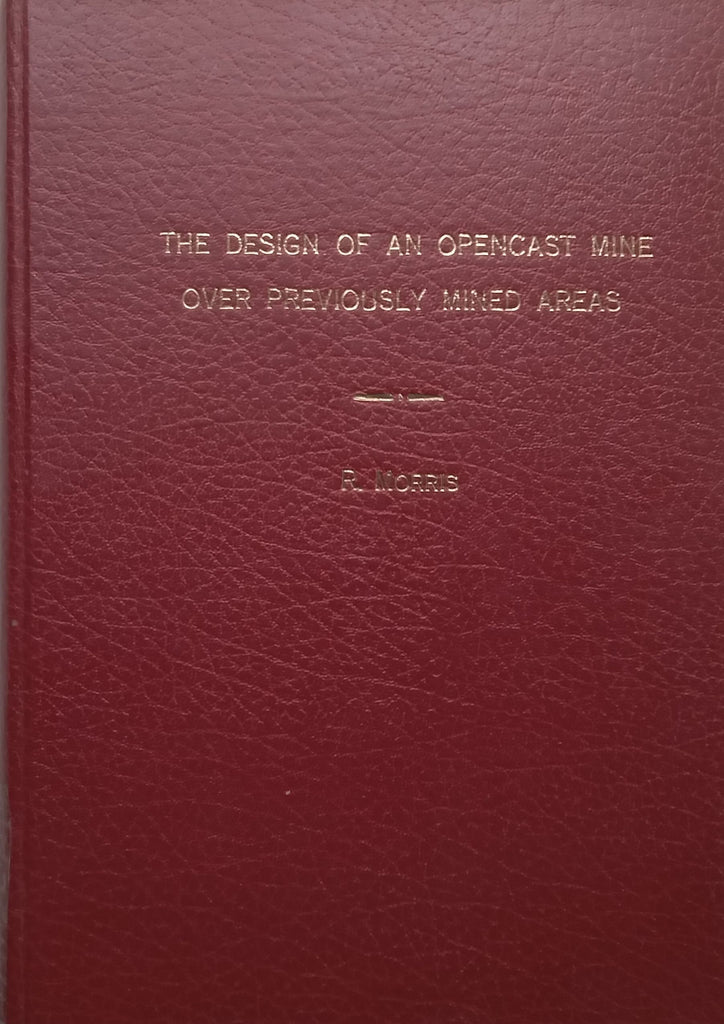 THE DESIGN OF AN OPENCAST MINE
OVER PREVIOUSLY MINED AREAS
R. MORRIS